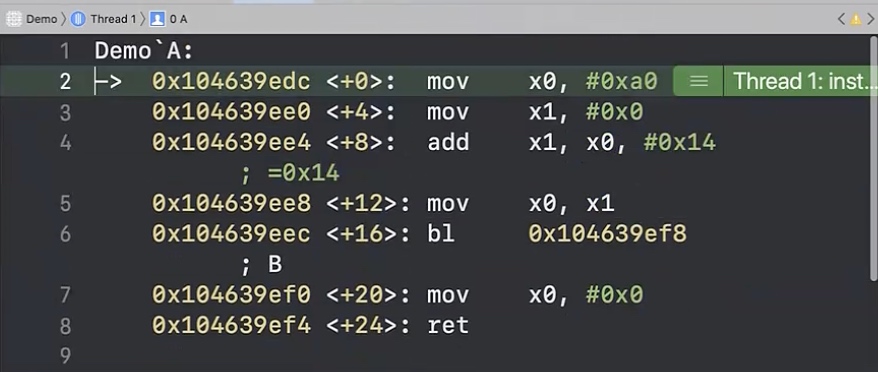 Demo 〉 Thread 1 〉 0 A
1 Demo`A:
2 -> 0x104639edc <+0>: mov x0, #0xa0 Thread 1: inst...
3 0x104639ee0 <+4>: mov x1, #0x0
4 0x104639ee4 <+8>: add x1, x0, #0x14
; =0x14
5 0x104639ee8 <+12>: mov x0, x1
6 0x104639eec <+16>: bl 0x104639ef8
; B
7 0x104639ef0 <+20>: mov x0, #0x0
8 0x104639ef4 <+24>: ret
9